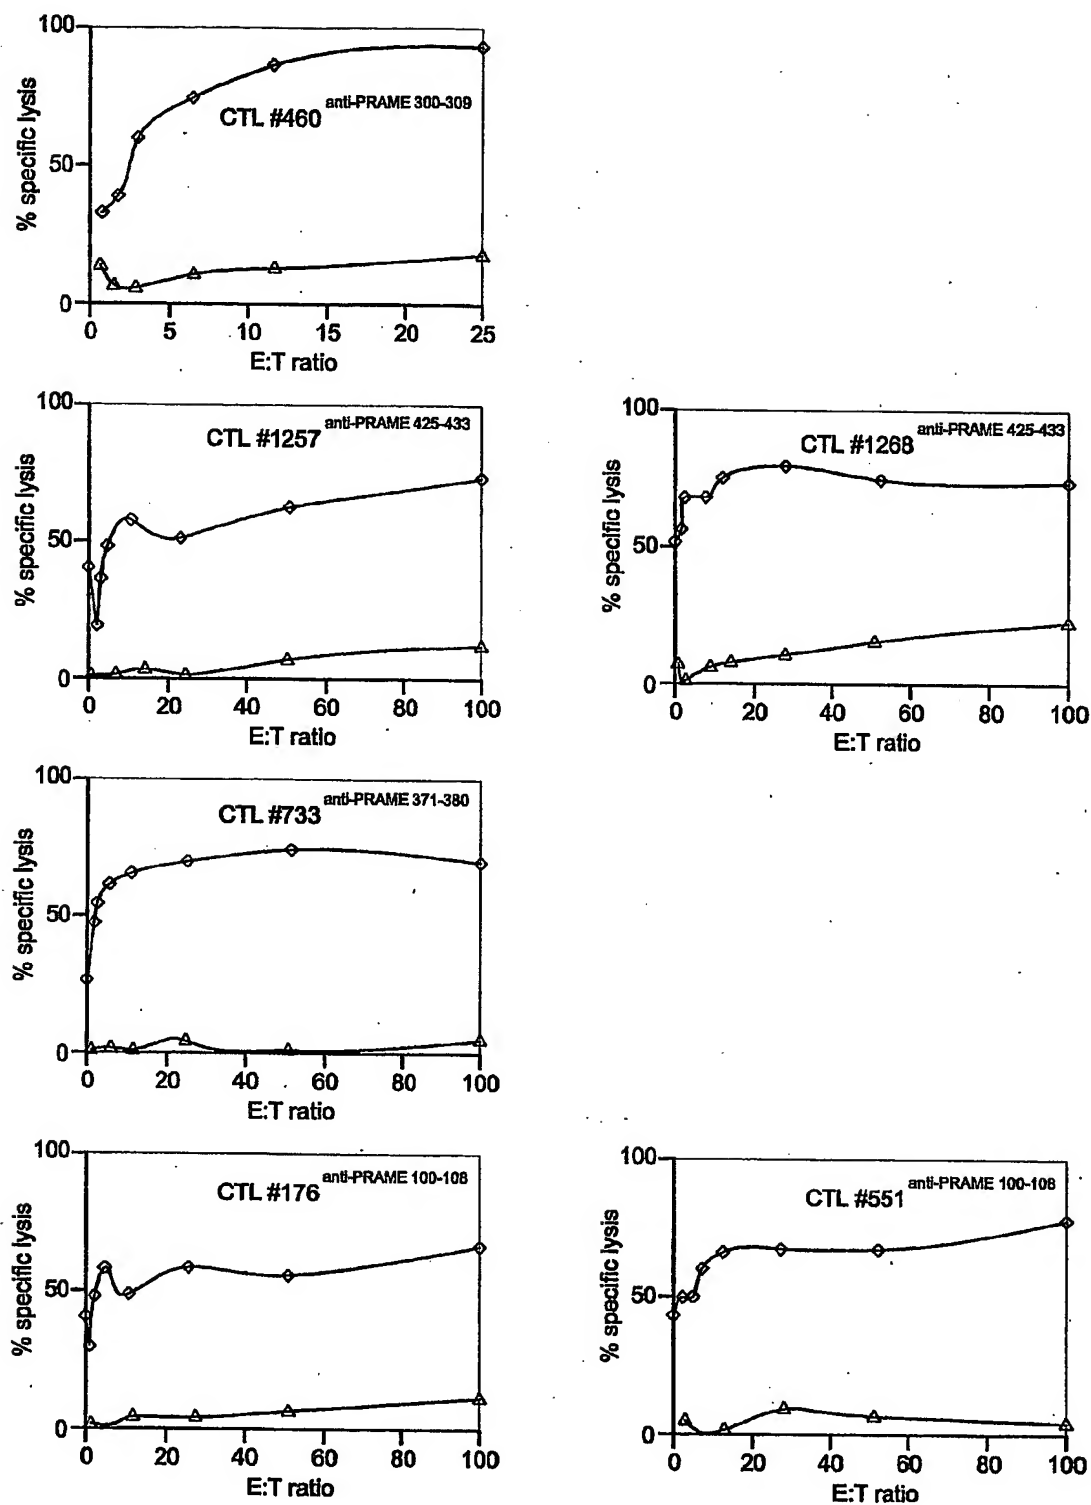 100
50
0
% specific lysis
CTL #460 anti-PRAME 300-309
0 5 10 15 20 25
E:T ratio
100
50
0
% specific lysis
CTL #1257 anti-PRAME 425-433
0 20 40 60 80 100
E:T ratio
100
50
0
% specific lysis
CTL #1268 anti-PRAME 425-433
0 20 40 60 80 100
E:T ratio
100
50
0
% specific lysis
CTL #733 anti-PRAME 371-380
0 20 40 60 80 100
E:T ratio
100
50
0
% specific lysis
CTL #176 anti-PRAME 100-108
0 20 40 60 80 100
E:T ratio
100
50
0
% specific lysis
CTL #551 anti-PRAME 100-108
0 20 40 60 80 100
E:T ratio